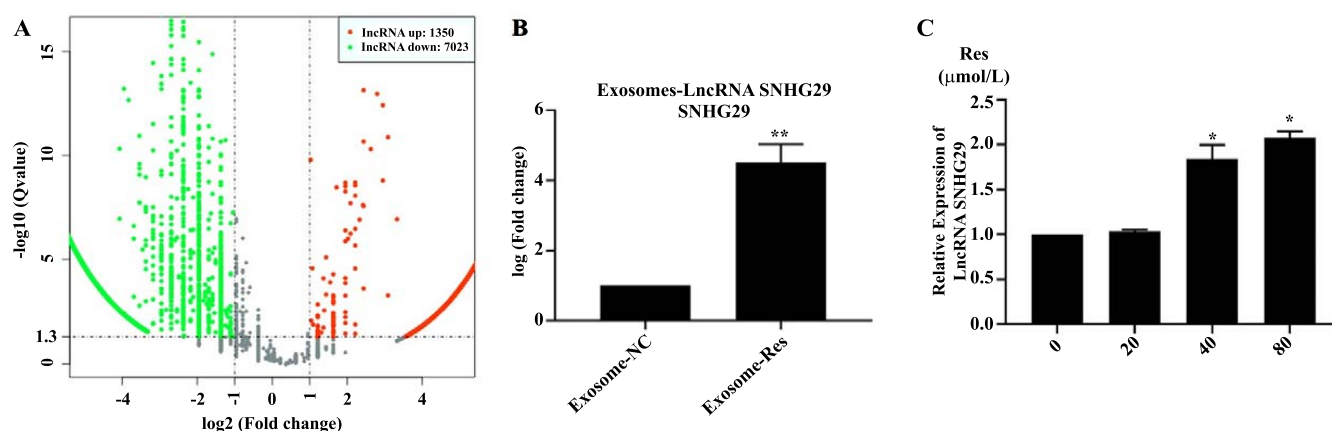 A
lncRNA up: 1350
lncRNA down: 7023
-log10 (Qvalue)
15
10
5
1.3
0
-4
-2
-1
0
1
2
4
log2 (Fold change)
B
Exosomes-LncRNA SNHG29
SNHG29
log (Fold change)
6
4
2
0
**
Exosome-NC
Exosome-Res
C
Res
(μmol/L)
Relative Expression of
LncRNA SNHG29
2.5
2.0
1.5
1.0
0.5
0.0
*
*
0
20
40
80